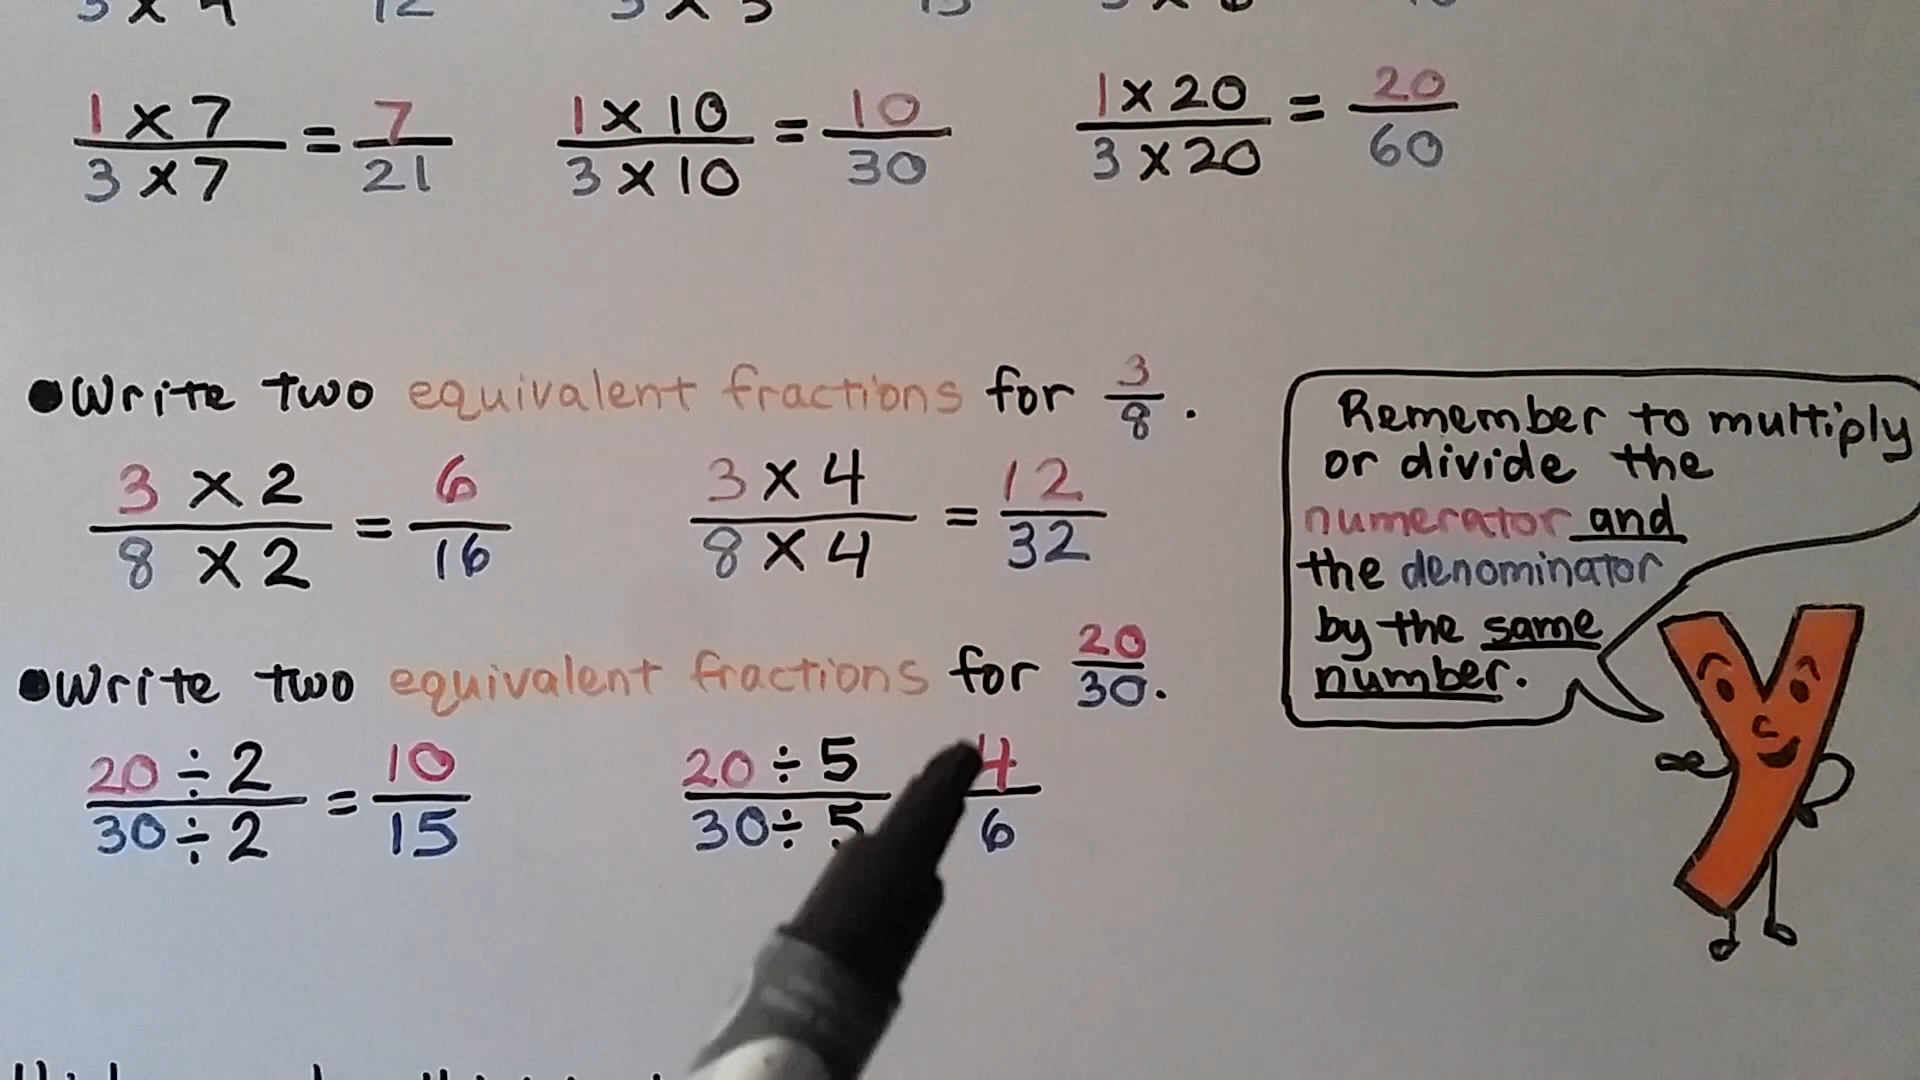 1 × 7 / 3 × 7 = 7 / 21    1 × 10 / 3 × 10 = 10 / 30    1 × 20 / 3 × 20 = 20 / 60
• Write two equivalent fractions for 3/8.
3 × 2 / 8 × 2 = 6 / 16    3 × 4 / 8 × 4 = 12 / 32
• Write two equivalent fractions for 20/30.
20 ÷ 2 / 30 ÷ 2 = 10 / 15    20 ÷ 5 / 30 ÷ 5    4 / 6
Remember to multiply
or divide the
numerator and
the denominator
by the same
number.